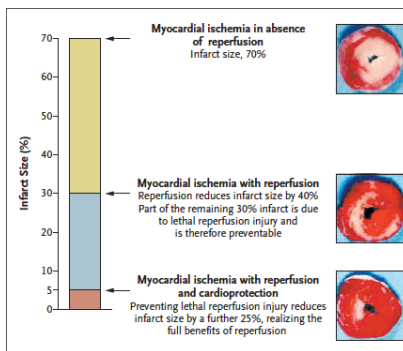 Myocardial ischemia in absence
of reperfusion
Infarct size, 70%
70
60
50
40
30
20
10
5
0
Infarct Size (%)
Myocardial ischemia with reperfusion
Reperfusion reduces infarct size by 40%
Part of the remaining 30% infarct is due
to lethal reperfusion injury and
is therefore preventable
Myocardial ischemia with reperfusion
and cardioprotection
Preventing lethal reperfusion injury reduces
infarct size by a further 25%, realizing the
full benefits of reperfusion